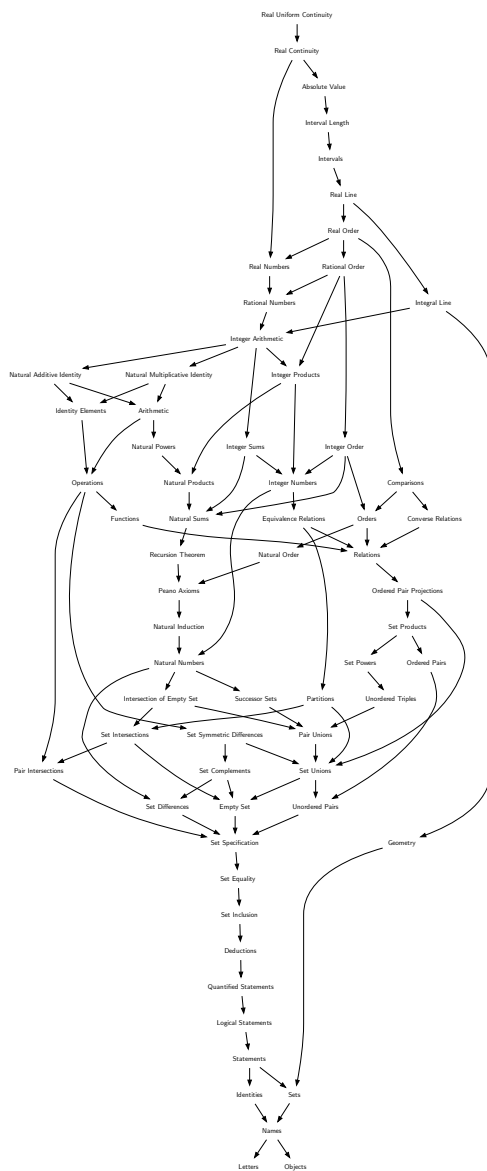 Real Uniform Continuity
Real Continuity
Absolute Value
Interval Length
Intervals
Real Line
Real Order
Real Numbers
Rational Order
Rational Numbers
Integral Line
Integer Arithmetic
Natural Additive Identity
Natural Multiplicative Identity
Integer Products
Identity Elements
Arithmetic
Natural Powers
Integer Sums
Integer Order
Operations
Natural Products
Integer Numbers
Comparisons
Functions
Natural Sums
Equivalence Relations
Orders
Converse Relations
Recursion Theorem
Natural Order
Relations
Peano Axioms
Ordered Pair Projections
Natural Induction
Set Products
Natural Numbers
Set Powers
Ordered Pairs
Intersection of Empty Set
Successor Sets
Partitions
Unordered Triples
Set Intersections
Set Symmetric Differences
Pair Unions
Pair Intersections
Set Complements
Set Unions
Set Differences
Empty Set
Unordered Pairs
Set Specification
Geometry
Set Equality
Set Inclusion
Deductions
Quantified Statements
Logical Statements
Statements
Identities
Sets
Names
Letters
Objects